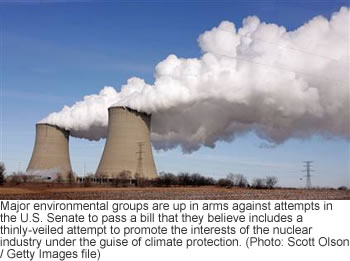 Major environmental groups are up in arms against attempts in
the U.S. Senate to pass a bill that they believe includes a
thinly-veiled attempt to promote the interests of the nuclear
industry under the guise of climate protection. (Photo: Scott Olson
/ Getty Images file)